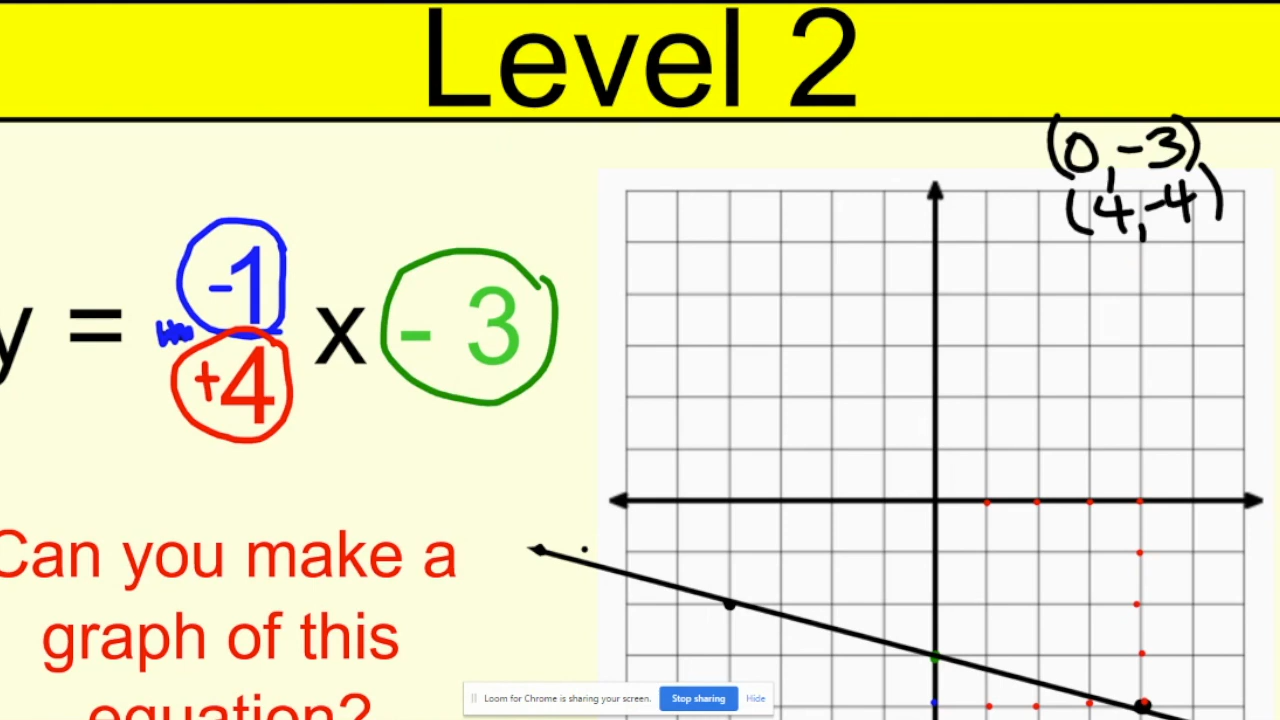 Level 2
(0,-3)
(4,-4)
y = -1/+4 x - 3
Can you make a
graph of this
equation?
Loom for Chrome is sharing your screen. Stop sharing Hide